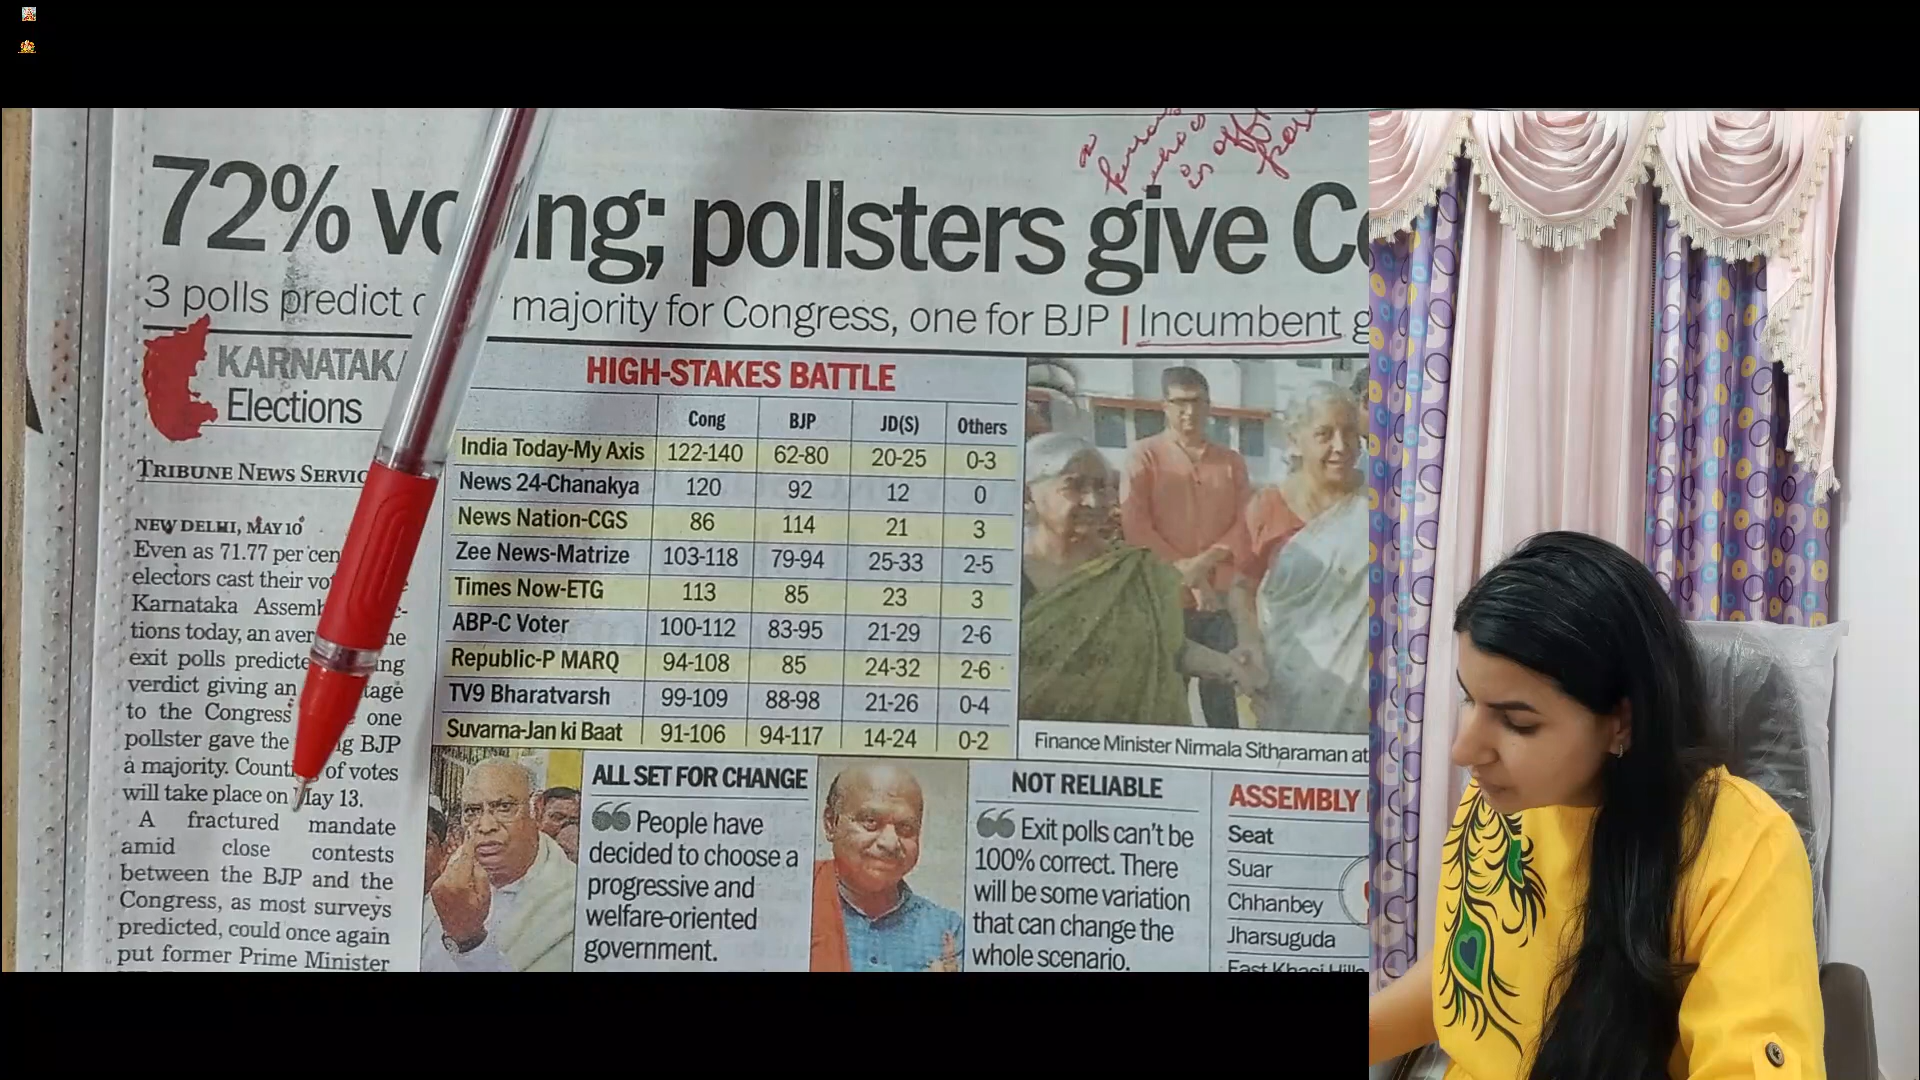 72% vo ing; pollsters give C
3 polls predict majority for Congress, one for BJP | Incumbent g
KARNATAKA
Elections
TRIBUNE NEWS SERVIC
NEW DELHI, MAY 10
Even as 71.77 per cen
electors cast their vo
Karnataka Assemb
tions today, an aver
exit polls predicte ing
verdict giving an tage
to the Congress one
pollster gave the g BJP
a majority. Count of votes
will take place on May 13.
A fractured mandate
amid close contests
between the BJP and the
Congress, as most surveys
predicted, could once again
put former Prime Minister
HIGH-STAKES BATTLE
Cong BJP JD(S) Others
India Today-My Axis 122-140 62-80 20-25 0-3
News 24-Chanakya 120 92 12 0
News Nation-CGS 86 114 21 3
Zee News-Matrize 103-118 79-94 25-33 2-5
Times Now-ETG 113 85 23 3
ABP-C Voter 100-112 83-95 21-29 2-6
Republic-P MARQ 94-108 85 24-32 2-6
TV9 Bharatvarsh 99-109 88-98 21-26 0-4
Suvarna-Jan ki Baat 91-106 94-117 14-24 0-2
Finance Minister Nirmala Sitharaman at
ALL SET FOR CHANGE
People have
decided to choose a
progressive and
welfare-oriented
government.
NOT RELIABLE
Exit polls can't be
100% correct. There
will be some variation
that can change the
whole scenario.
ASSEMBLY
Seat
Suar
Chhanbey
Jharsuguda
East Khasi Hills